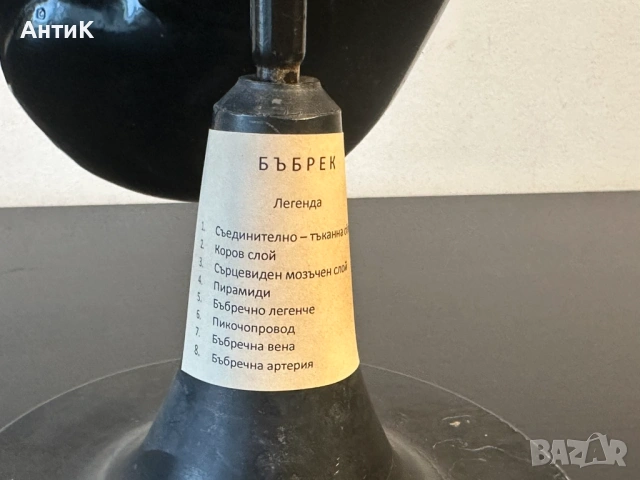 АнтиК
БЪБРЕК
Легенда
1. Съединително – тъканна
2. Коров слой
3. Сърцевиден мозъчен слой
4. Пирамиди
5. Бъбречно легенче
6. Пикочопровод
7. Бъбречна вена
8. Бъбречна артерия
BAZAR